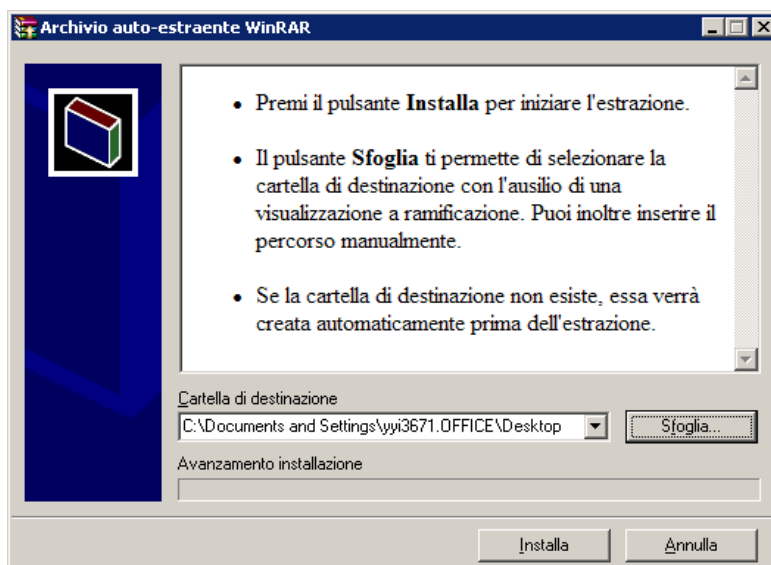 Archivio auto-estraente WinRAR
Premi il pulsante Installa per iniziare l'estrazione.
Il pulsante Sfoglia ti permette di selezionare la
cartella di destinazione con l'ausilio di una
visualizzazione a ramificazione. Puoi inoltre inserire il
percorso manualmente.
Se la cartella di destinazione non esiste, essa verrà
creata automaticamente prima dell'estrazione.
Cartella di destinazione
C:\Documents and Settings\yyi3671.OFFICE\Desktop
Sfoglia...
Avanzamento installazione
Installa
Annulla